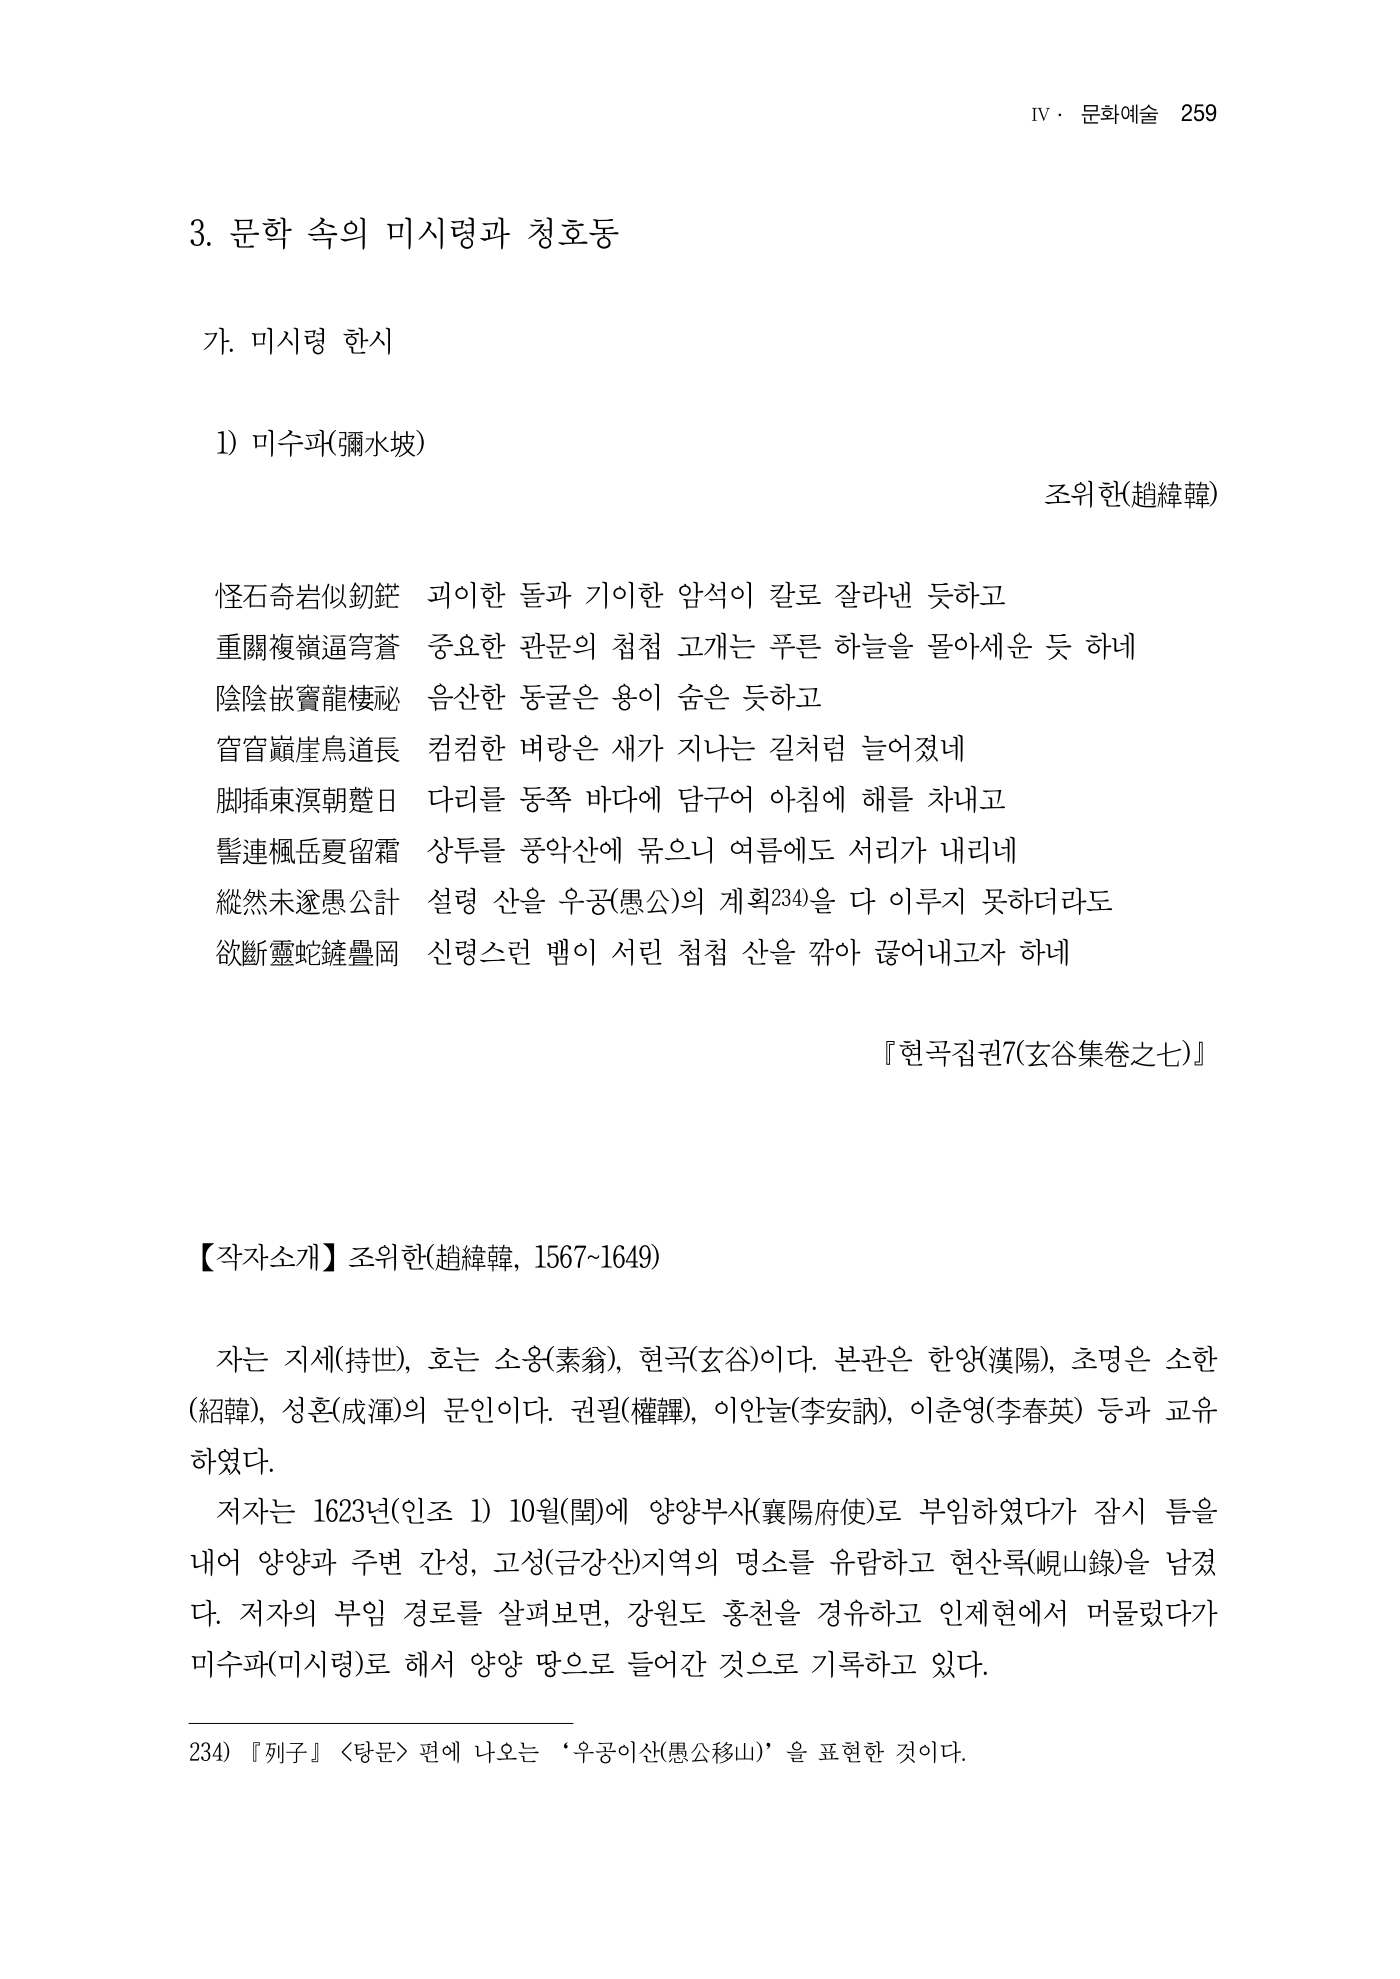 IV · 문화예술 259
3. 문학 속의 미시령과 청호동
가. 미시령 한시
1) 미수파(彌水坡)
조위한(趙緯韓)
怪石奇岩似釰鋩 괴이한 돌과 기이한 암석이 칼로 잘라낸 듯하고
重關複嶺逼穹蒼 중요한 관문의 첩첩 고개는 푸른 하늘을 몰아세운 듯 하네
陰陰嵌竇龍棲祕 음산한 동굴은 용이 숨은 듯하고
窅窅巓崖鳥道長 컴컴한 벼랑은 새가 지나는 길처럼 늘어졌네
脚揷東溟朝蹵日 다리를 동쪽 바다에 담구어 아침에 해를 차내고
髻連楓岳夏留霜 상투를 풍악산에 묶으니 여름에도 서리가 내리네
縱然未遂愚公計 설령 산을 우공(愚公)의 계획234)을 다 이루지 못하더라도
欲斷靈蛇鏟疊岡 신령스런 뱀이 서린 첩첩 산을 깎아 끊어내고자 하네
『현곡집권7(玄谷集卷之七)』
【작자소개】조위한(趙緯韓, 1567~1649)
자는 지세(持世), 호는 소옹(素翁), 현곡(玄谷)이다. 본관은 한양(漢陽), 초명은 소한
(紹韓), 성혼(成渾)의 문인이다. 권필(權韠), 이안눌(李安訥), 이춘영(李春英) 등과 교유
하였다.
저자는 1623년(인조 1) 10월(閏)에 양양부사(襄陽府使)로 부임하였다가 잠시 틈을
내어 양양과 주변 간성, 고성(금강산)지역의 명소를 유람하고 현산록(峴山錄)을 남겼
다. 저자의 부임 경로를 살펴보면, 강원도 홍천을 경유하고 인제현에서 머물렀다가
미수파(미시령)로 해서 양양 땅으로 들어간 것으로 기록하고 있다.
234) 『列子』 <탕문> 편에 나오는 ‘우공이산(愚公移山)’을 표현한 것이다.